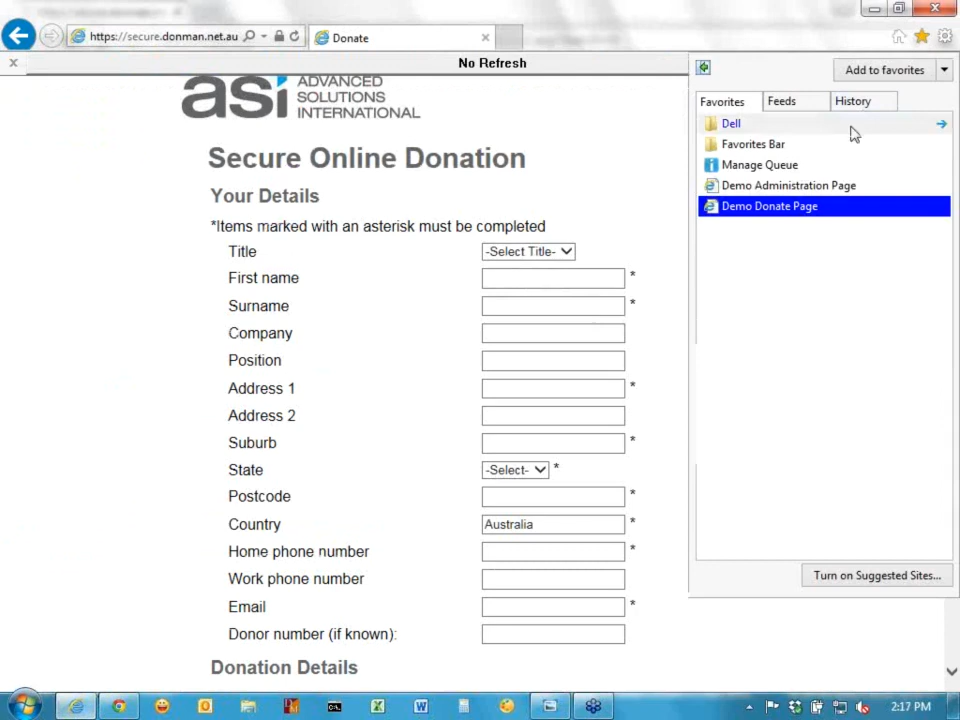 https://secure.donman.net.au
Donate
No Refresh
Add to favorites
Favorites
Feeds
History
Dell
Favorites Bar
Manage Queue
Demo Administration Page
Demo Donate Page
Turn on Suggested Sites...
asi ADVANCED
SOLUTIONS
INTERNATIONAL
Secure Online Donation
Your Details
*Items marked with an asterisk must be completed
Title -Select Title-
First name *
Surname *
Company
Position
Address 1 *
Address 2
Suburb *
State -Select- *
Postcode *
Country Australia *
Home phone number *
Work phone number
Email *
Donor number (if known):
Donation Details
2:17 PM